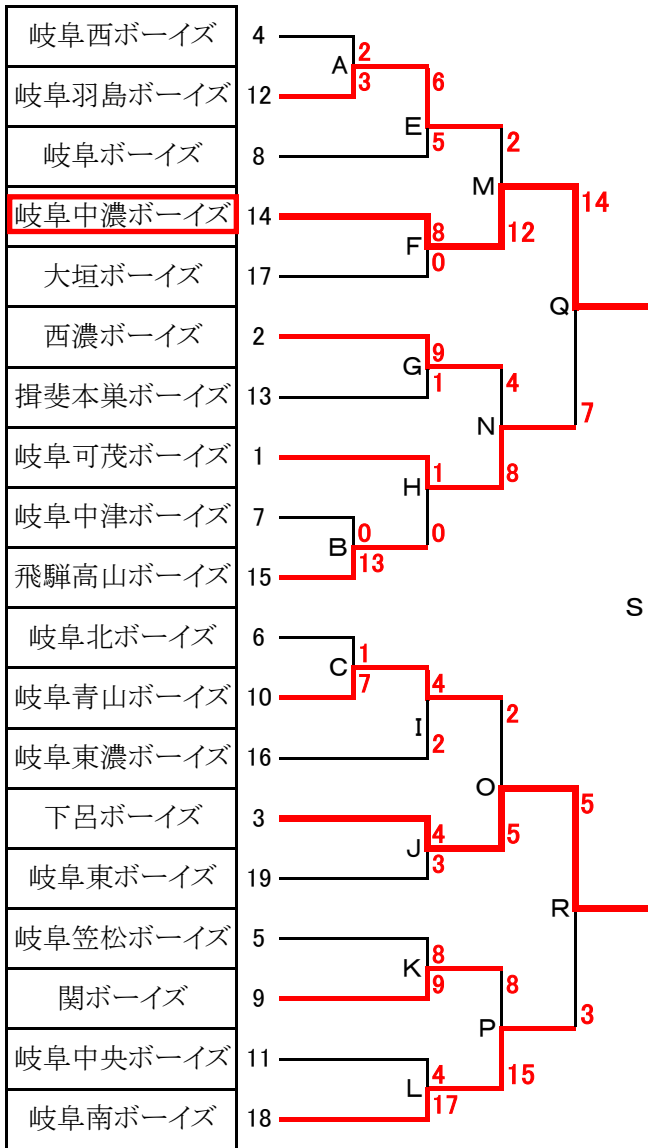 岐阜西ボーイズ 4
2
A
3
6
岐阜羽島ボーイズ 12
E
5
2
岐阜ボーイズ 8
M
14
岐阜中濃ボーイズ 14
8
F
0
12
大垣ボーイズ 17
Q
西濃ボーイズ 2
9
G
1
4
揖斐本巣ボーイズ 13
N
7
岐阜可茂ボーイズ 1
1
H
8
岐阜中津ボーイズ 7
0
B
13
0
飛騨高山ボーイズ 15
S
岐阜北ボーイズ 6
1
C
7
4
岐阜青山ボーイズ 10
I
2
2
岐阜東濃ボーイズ 16
O
5
下呂ボーイズ 3
4
J
3
5
岐阜東ボーイズ 19
R
岐阜笠松ボーイズ 5
8
K
9
8
関ボーイズ 9
P
3
岐阜中央ボーイズ 11
4
L
17
15
岐阜南ボーイズ 18